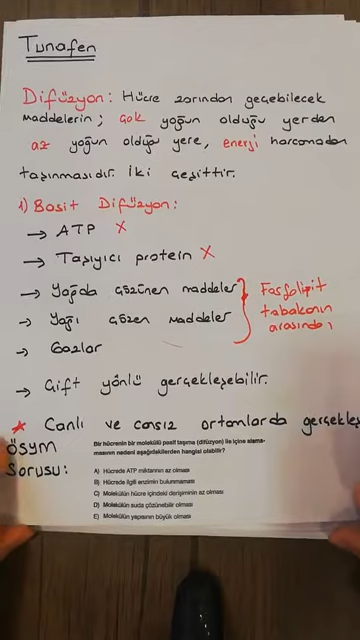 Tunafen
Difüzyon: Hücre zarından geçebilecek
maddelerin; çok yoğun olduğu yerden
az yoğun olduğu yere, enerji harcamadan
taşınmasıdır. İki çeşittir.
1) Basit Difüzyon:
→ ATP X
→ Taşıyıcı protein X
→ Yağda çözünen maddeler
→ Yağı çözen maddeler
→ Gazlar
Fosfolipit
tabakanın
arasından
→ Çift yönlü gerçekleşebilir.
* Canlı ve cansız ortamlarda gerçekleş
ÖSYM
Sorusu:
Bir hücrenin bir molekülü pasif taşıma (difüzyon) ile içine alama-
masının nedeni aşağıdakilerden hangisi olabilir?
A) Hücrede ATP miktarının az olması
B) Hücrede ilgili enzimin bulunmaması
C) Molekülün hücre içindeki derişiminin az olması
D) Molekülün suda çözünebilir olması
E) Molekülün yapısının büyük olması